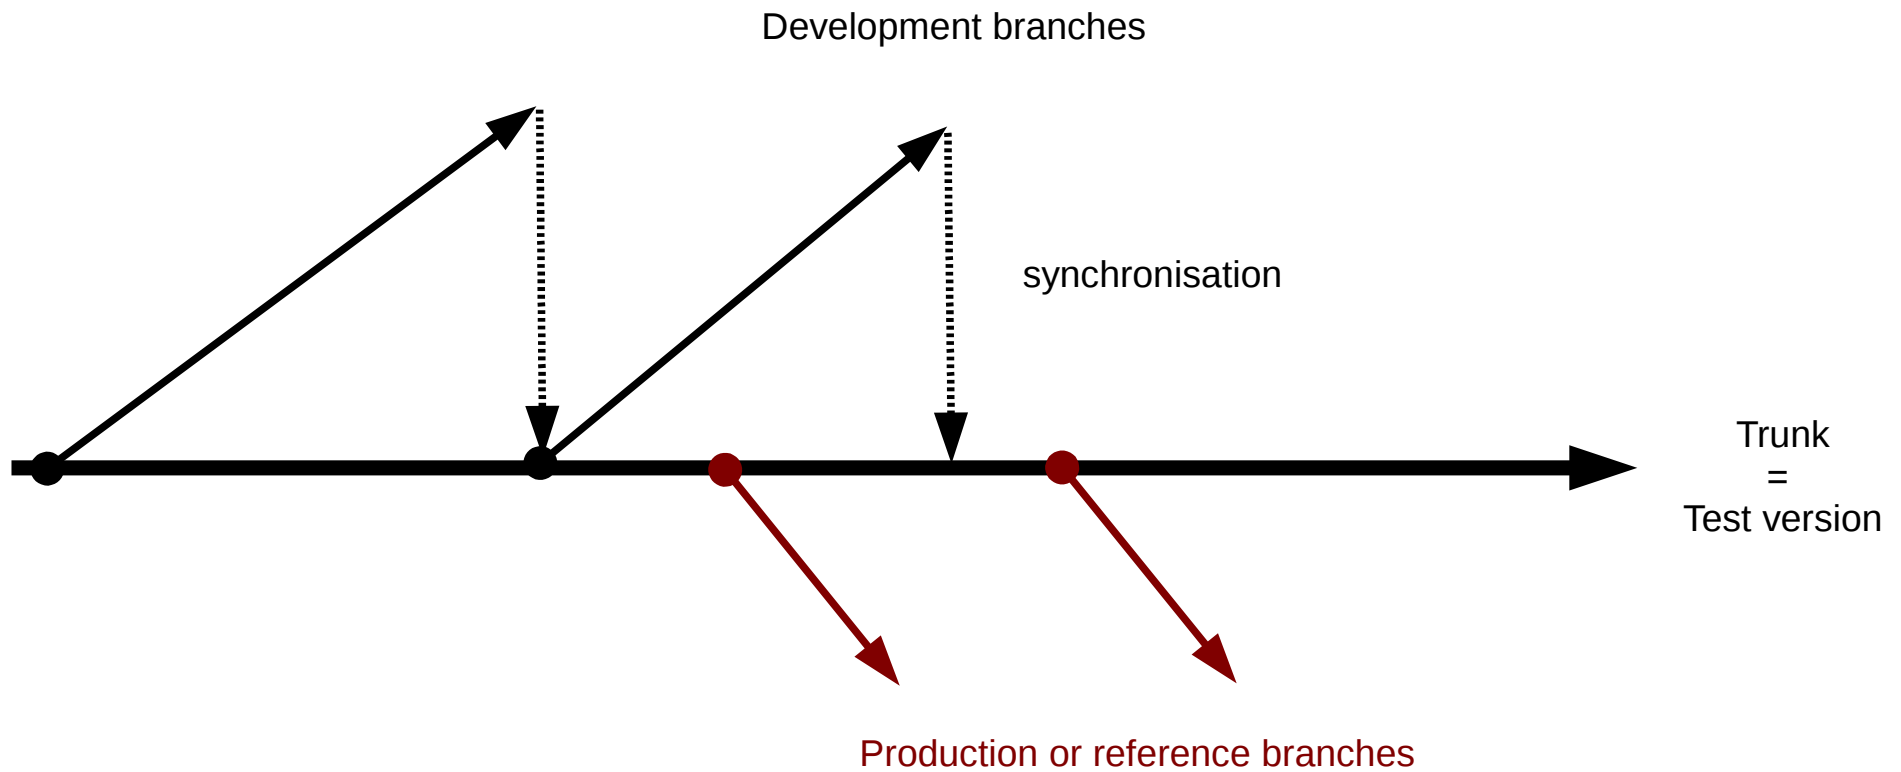 Development branches
synchronisation
Trunk
=
Test version
Production or reference branches